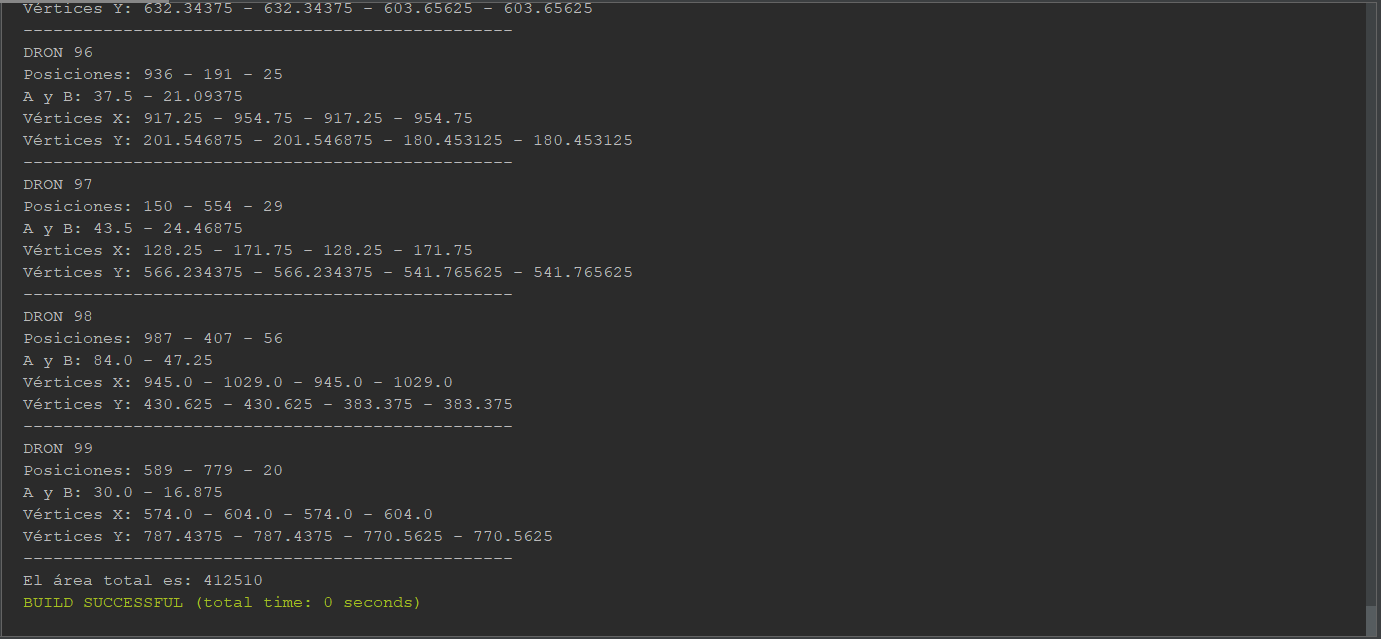 Vértices Y: 632.34375 - 632.34375 - 603.65625 - 603.65625
-------------------------------------------------
DRON 96
Posiciones: 936 - 191 - 25
A y B: 37.5 - 21.09375
Vértices X: 917.25 - 954.75 - 917.25 - 954.75
Vértices Y: 201.546875 - 201.546875 - 180.453125 - 180.453125
-------------------------------------------------
DRON 97
Posiciones: 150 - 554 - 29
A y B: 43.5 - 24.46875
Vértices X: 128.25 - 171.75 - 128.25 - 171.75
Vértices Y: 566.234375 - 566.234375 - 541.765625 - 541.765625
-------------------------------------------------
DRON 98
Posiciones: 987 - 407 - 56
A y B: 84.0 - 47.25
Vértices X: 945.0 - 1029.0 - 945.0 - 1029.0
Vértices Y: 430.625 - 430.625 - 383.375 - 383.375
-------------------------------------------------
DRON 99
Posiciones: 589 - 779 - 20
A y B: 30.0 - 16.875
Vértices X: 574.0 - 604.0 - 574.0 - 604.0
Vértices Y: 787.4375 - 787.4375 - 770.5625 - 770.5625
-------------------------------------------------
El área total es: 412510
BUILD SUCCESSFUL (total time: 0 seconds)